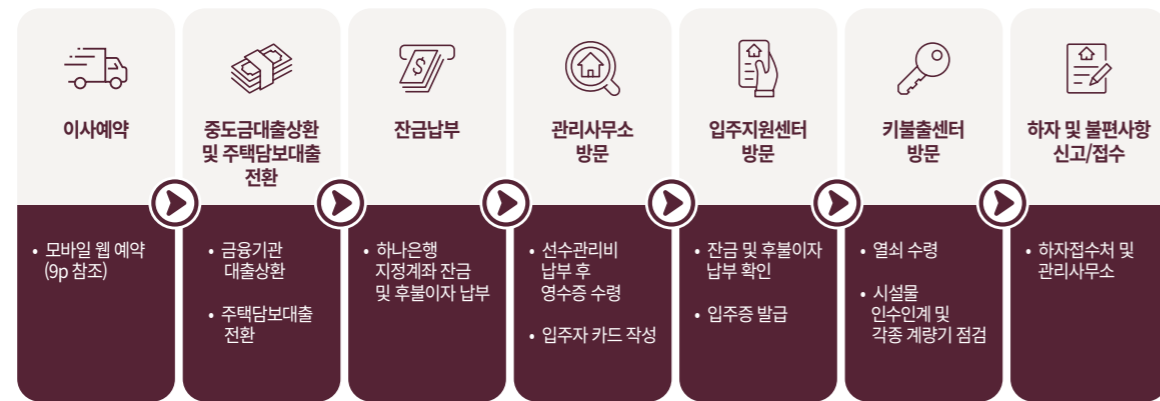 이사예약
• 모바일 웹 예약
(9p 참조)
중도금대출상환
및 주택담보대출
전환
• 금융기관
대출상환
• 주택담보대출
전환
잔금납부
• 하나은행
지정계좌 잔금
및 후불이자 납부
관리사무소
방문
• 선수관리비
납부 후
영수증 수령
• 입주자 카드 작성
입주지원센터
방문
• 잔금 및 후불이자
납부 확인
• 입주증 발급
키불출센터
방문
• 열쇠 수령
• 시설물
인수인계 및
각종 계량기 점검
하자 및 불편사항
신고/접수
• 하자접수처 및
관리사무소